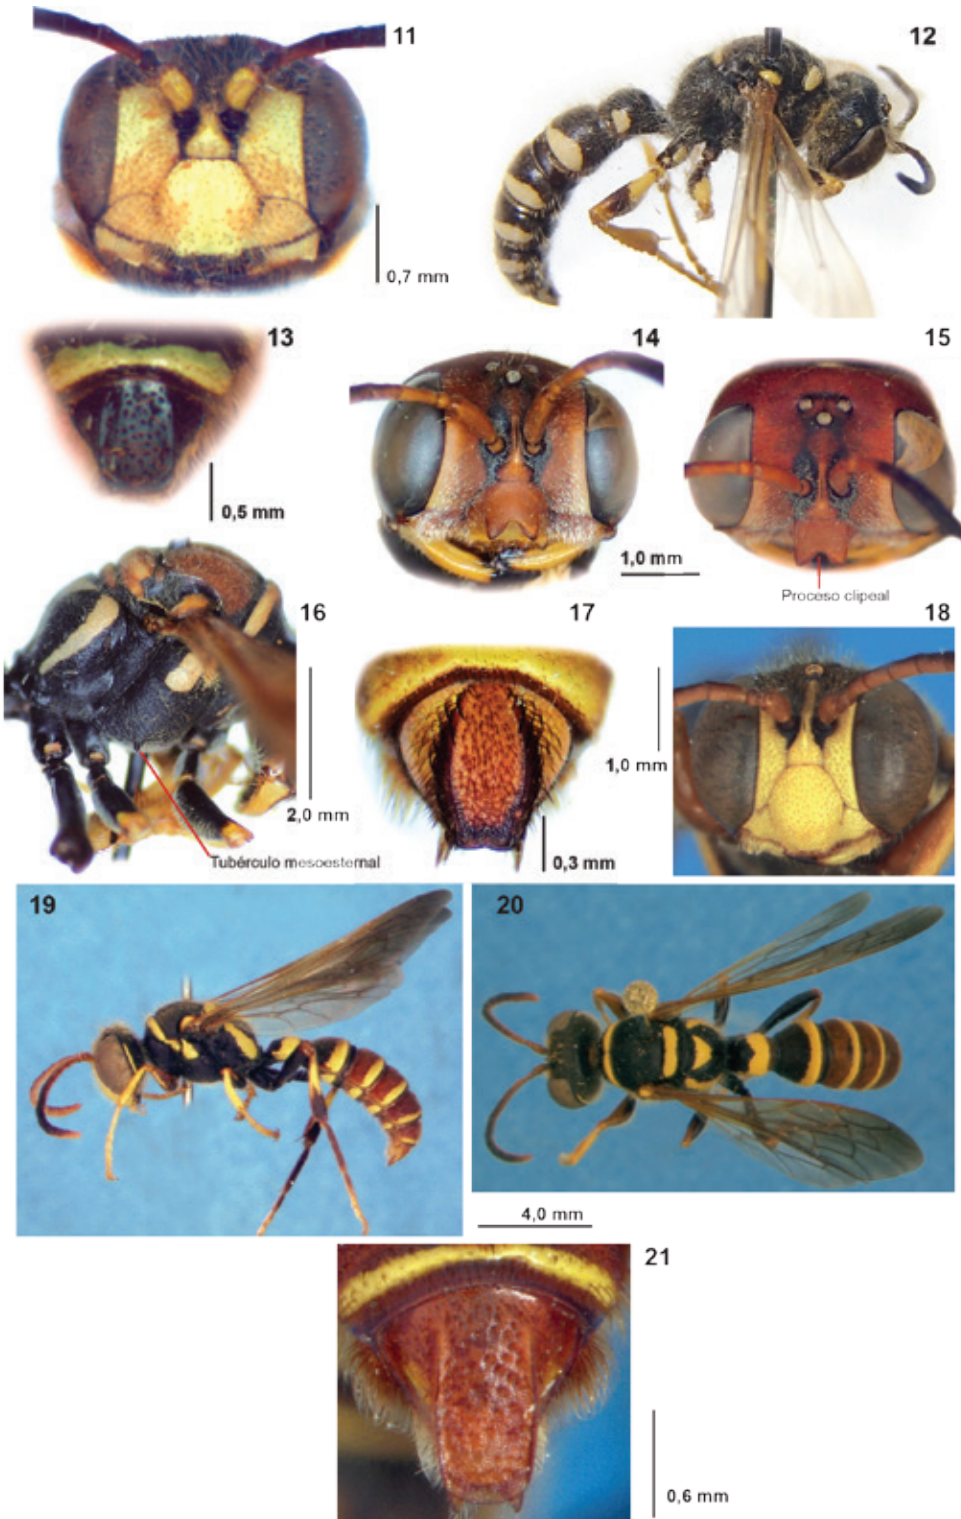 11
12
0,7 mm
13
14
15
0,5 mm
1,0 mm
Proceso clipeal
16
17
18
1,0 mm
2,0 mm
Tubérculo mesoesternal
0,3 mm
19
20
4,0 mm
21
0,6 mm